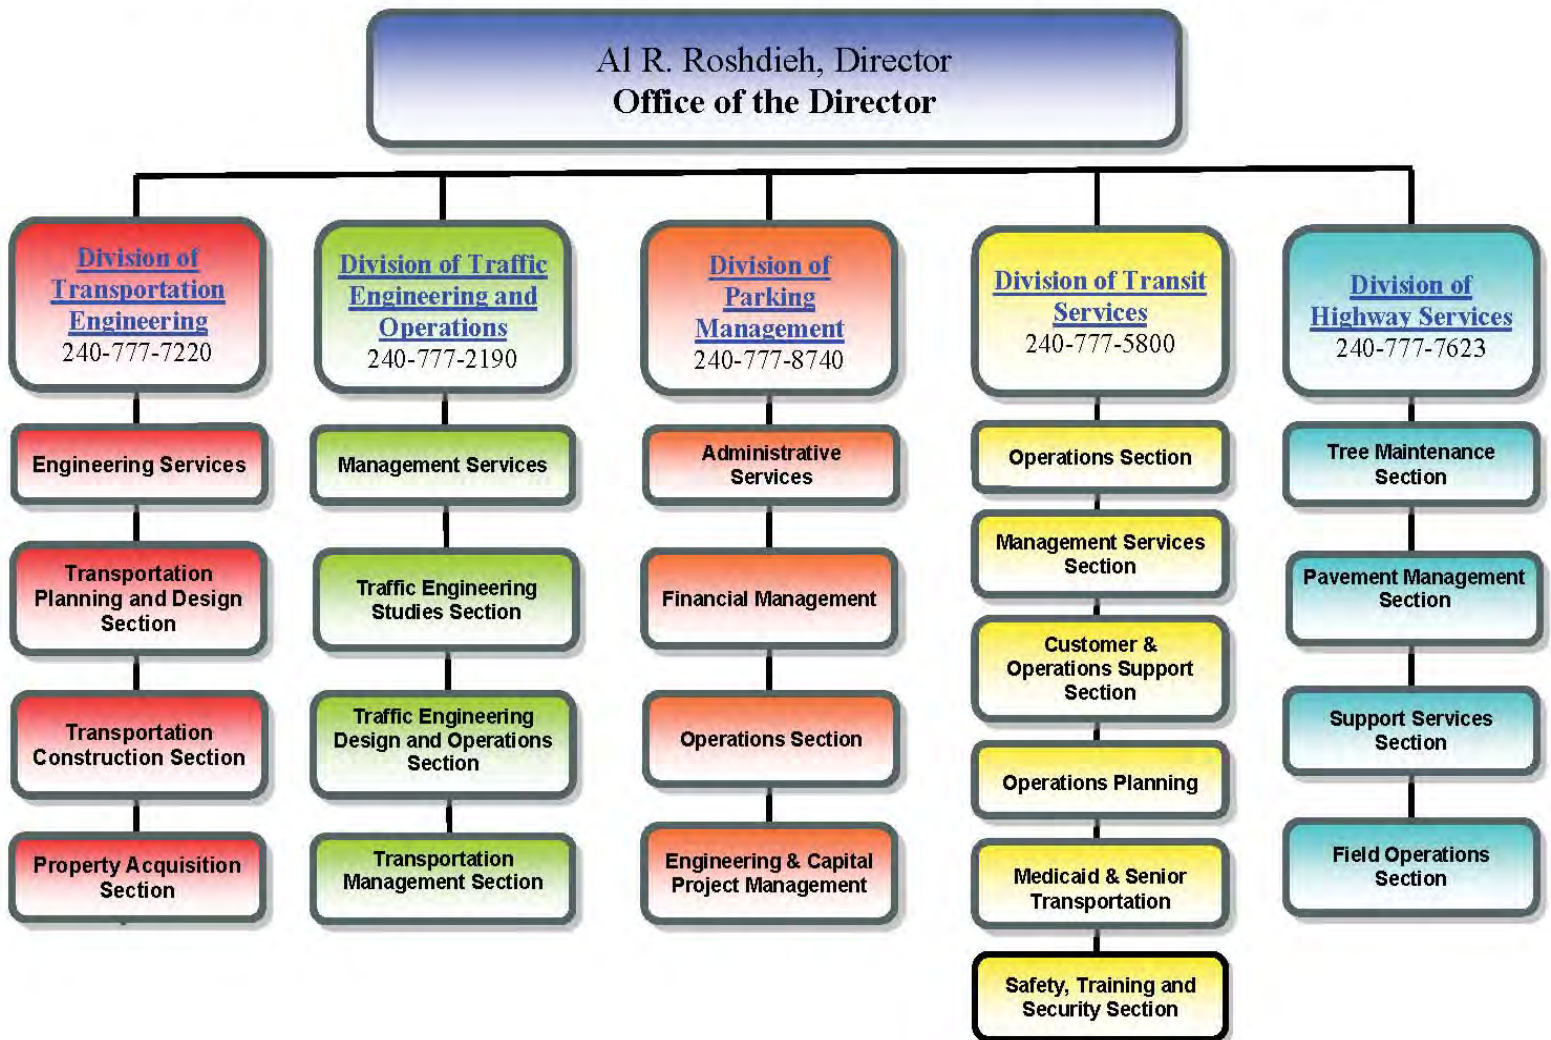 Al R. Roshdieh, Director
Office of the Director
Division of
Transportation
Engineering
240-777-7220
Engineering Services
Transportation
Planning and Design
Section
Transportation
Construction Section
Property Acquisition
Section
Division of Traffic
Engineering and
Operations
240-777-2190
Management Services
Traffic Engineering
Studies Section
Traffic Engineering
Design and Operations
Section
Transportation
Management Section
Division of
Parking
Management
240-777-8740
Administrative
Services
Financial Management
Operations Section
Engineering & Capital
Project Management
Division of Transit
Services
240-777-5800
Operations Section
Management Services
Section
Customer &
Operations Support
Section
Operations Planning
Medicaid & Senior
Transportation
Safety, Training and
Security Section
Division of
Highway Services
240-777-7623
Tree Maintenance
Section
Pavement Management
Section
Support Services
Section
Field Operations
Section